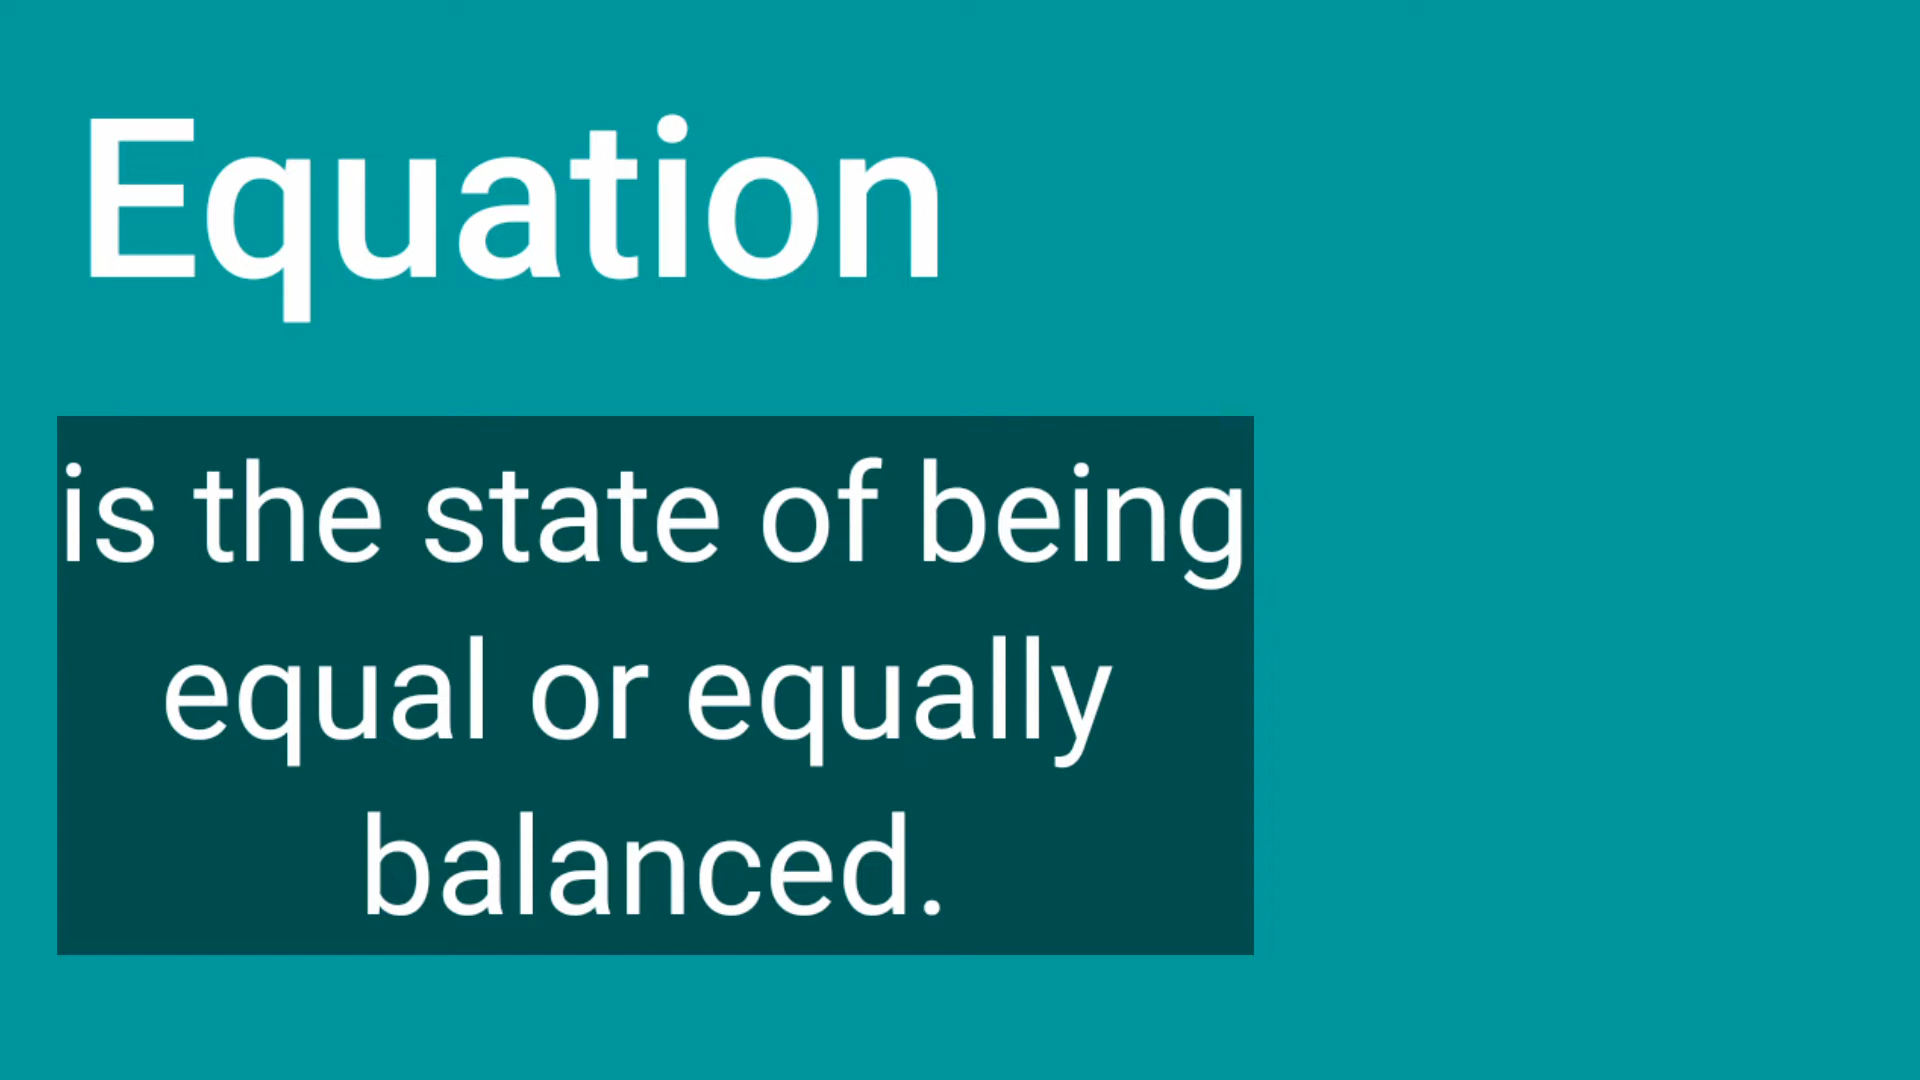 Equation
is the state of being
equal or equally
balanced.